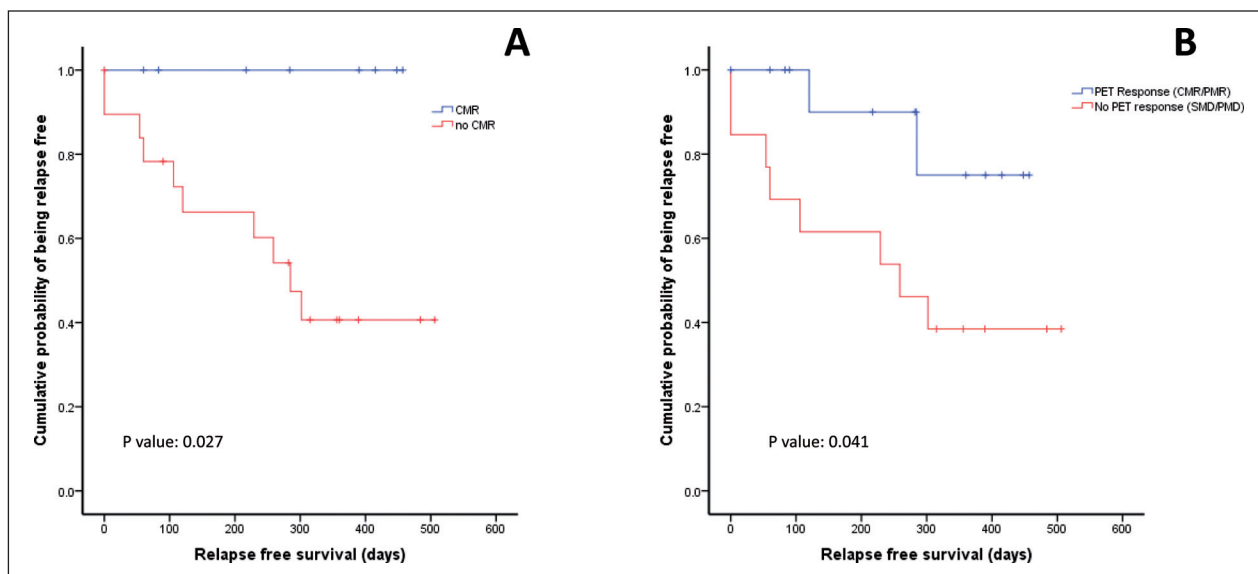 A
Cumulative probability of being relapse free
1.0
0.8
0.6
0.4
0.2
0.0
CMR
no CMR
P value: 0.027
0 100 200 300 400 500 600
Relapse free survival (days)
B
Cumulative probability of being relapse free
1.0
0.8
0.6
0.4
0.2
0.0
PET Response (CMR/PMR)
No PET response (SMD/PMD)
P value: 0.041
0 100 200 300 400 500 600
Relapse free survival (days)